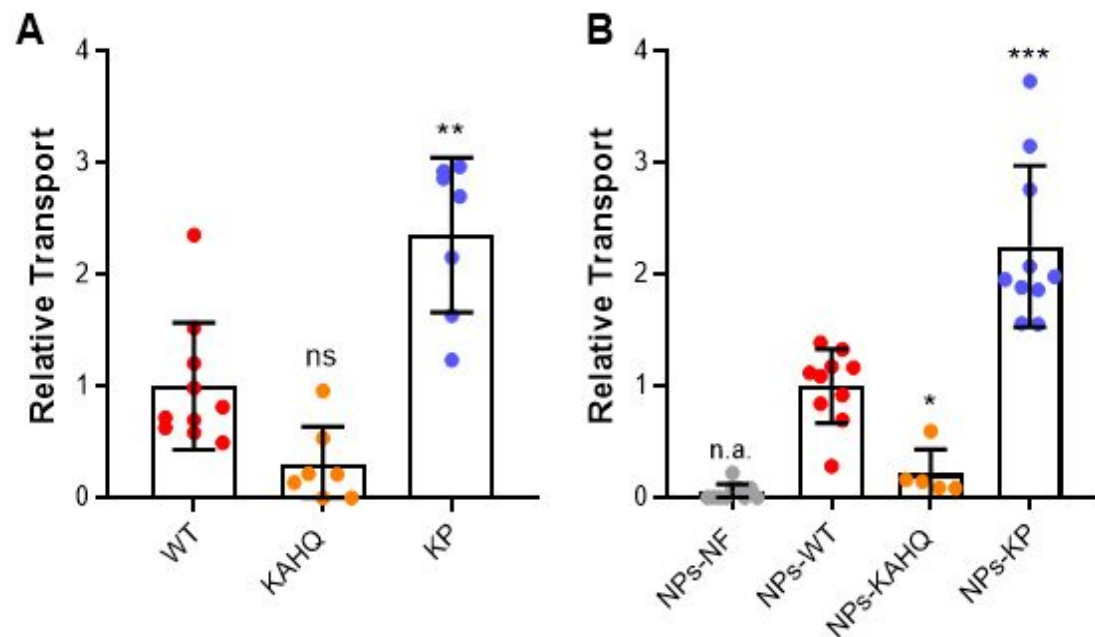 A
Relative Transport
4
3
2
1
0
ns
**
WT
KAHQ
KP
B
Relative Transport
4
3
2
1
0
n.a.
*
***
NPs-NF
NPs-WT
NPs-KAHQ
NPs-KP